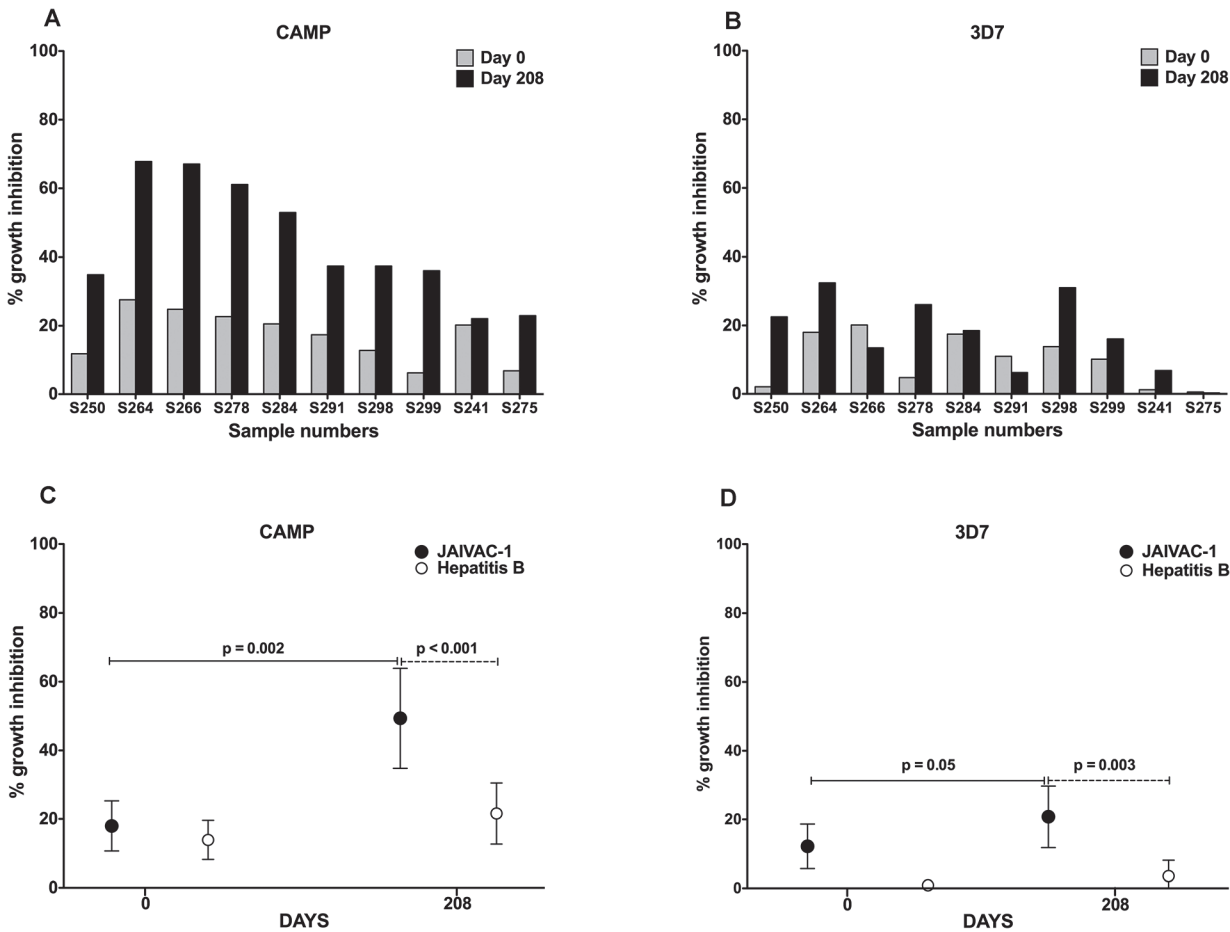 A
CAMP
Day 0
Day 208
100
80
60
40
20
0
% growth inhibition
S250 S264 S266 S278 S284 S291 S298 S299 S241 S275
Sample numbers
B
3D7
Day 0
Day 208
100
80
60
40
20
0
% growth inhibition
S250 S264 S266 S278 S284 S291 S298 S299 S241 S275
Sample numbers
C
CAMP
JAIVAC-1
Hepatitis B
100
80
60
40
20
0
% growth inhibition
p = 0.002
p < 0.001
0 208
DAYS
D
3D7
JAIVAC-1
Hepatitis B
100
80
60
40
20
0
% growth inhibition
p = 0.05
p = 0.003
0 208
DAYS